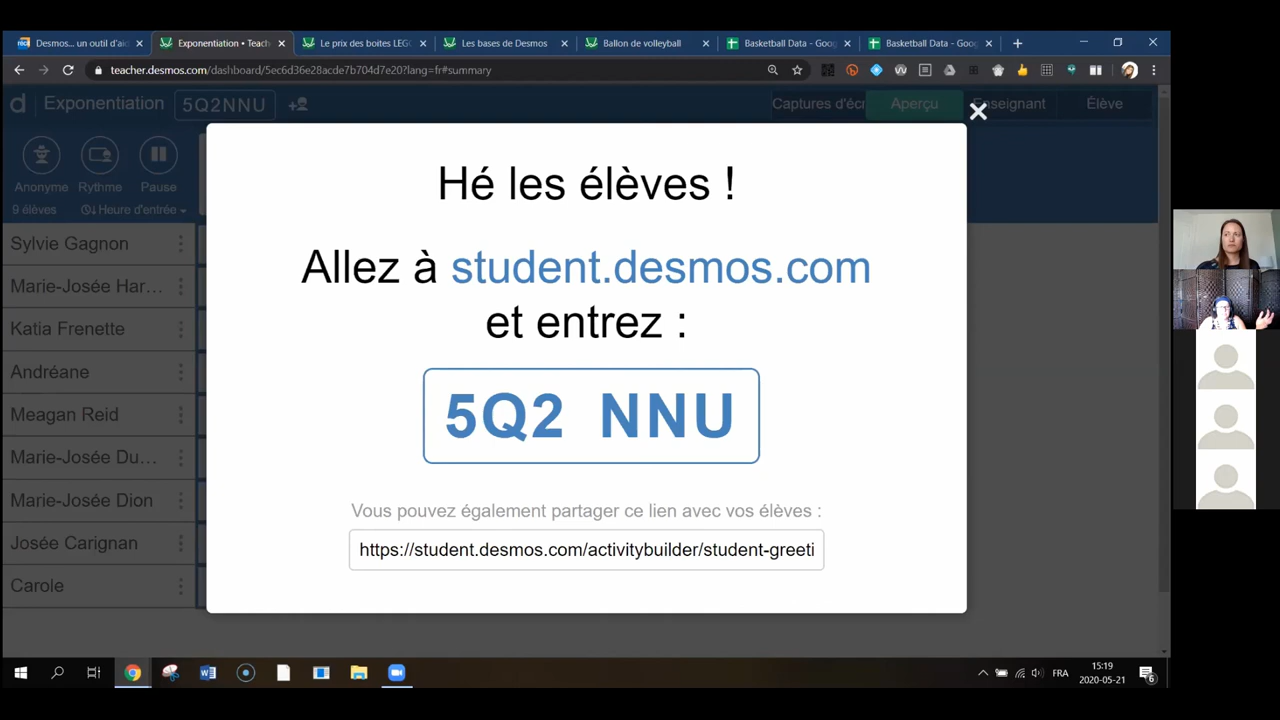 Desmos... un outil d'aid
Exponentiation • Teach
Le prix des boites LEG
Les bases de Desmos
Ballon de volleyball
Basketball Data - Goog
Basketball Data - Goog
teacher.desmos.com/dashboard/5ec6d36e28acde7b704d7e20?lang=fr#summary
d Exponentiation 5Q2NNU
Captures d'écr Aperçu Enseignant Élève
Anonyme Rythme Pause
9 élèves Heure d'entrée
Sylvie Gagnon
Marie-Josée Har...
Katia Frenette
Andréane
Meagan Reid
Marie-Josée Du...
Marie-Josée Dion
Josée Carignan
Carole
Hé les élèves !
Allez à student.desmos.com
et entrez :
5Q2 NNU
Vous pouvez également partager ce lien avec vos élèves :
https://student.desmos.com/activitybuilder/student-greeti
FRA
15:19
2020-05-21
6